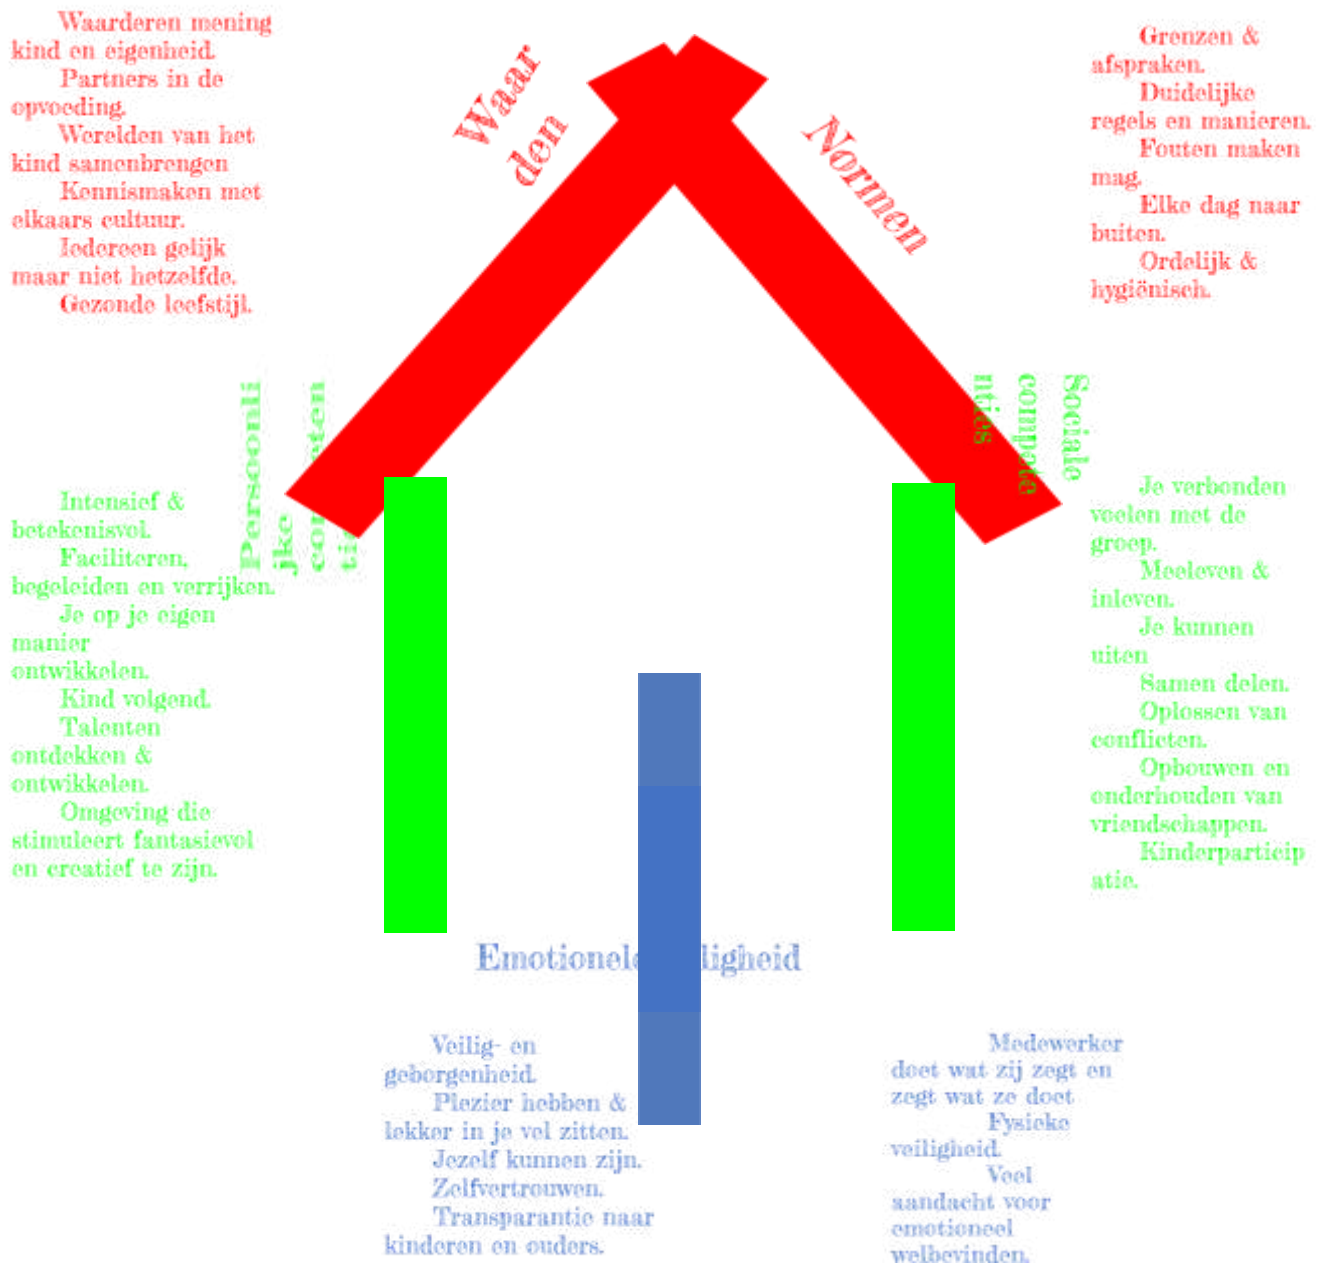 Waarderen mening
kind en eigenheid.
Partners in de
opvoeding.
Werelden van het
kind samenbrengen
Kennismaken met
elkaars cultuur.
Iedereen gelijk
maar niet hetzelfde.
Gezonde leefstijl.
Waar
den
Normen
Grenzen &
afspraken.
Duidelijke
regels en manieren.
Fouten maken
mag.
Elke dag naar
buiten.
Ordelijk &
hygiënisch.
Persoonli
jke
Sociale
compete
nties
Intensief &
betekenisvol.
Faciliteren,
begeleiden en verrijken.
Je op je eigen
manier
ontwikkelen.
Kind volgend.
Talenten
ontdekken &
ontwikkelen.
Omgeving die
stimuleert fantasievol
en creatief te zijn.
Je verbonden
voelen met de
groep.
Meeleven &
inleven.
Je kunnen
uiten
Samen delen.
Oplossen van
conflicten.
Opbouwen en
onderhouden van
vriendschappen.
Kinderparticip
atie.
Veilig- en
geborgenheid.
Plezier hebben &
lekker in je vel zitten.
Jezelf kunnen zijn.
Zelfvertrouwen.
Transparantie naar
kinderen en ouders.
Medewerker
doet wat zij zegt en
zegt wat ze doet
Fysieke
veiligheid.
Veel
aandacht voor
emotioneel
welbevinden.